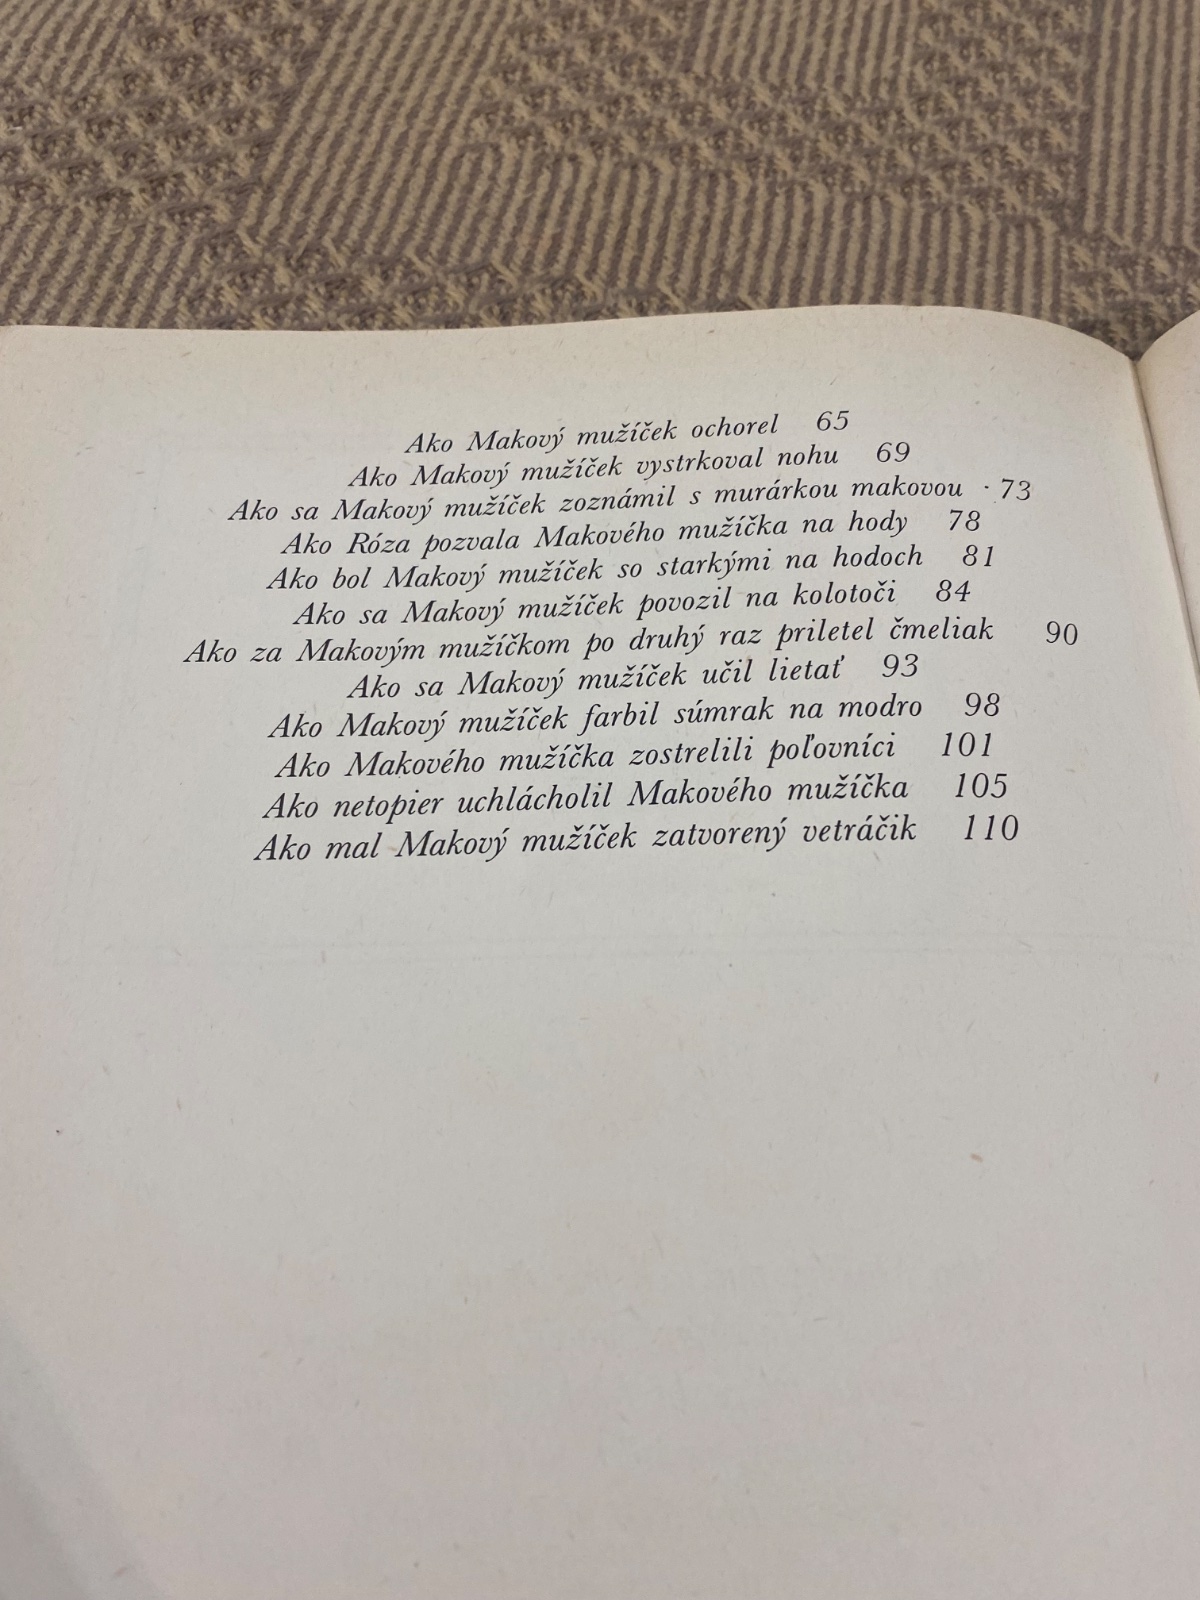 Ako Makový mužíček ochorel 65
Ako Makový mužíček vystrkoval nohu 69
Ako sa Makový mužíček zoznámil s murárkou makovou · 73
Ako Róza pozvala Makového mužíčka na hody 78
Ako bol Makový mužíček so starkými na hodoch 81
Ako sa Makový mužíček povozil na kolotoči 84
Ako za Makovým mužíčkom po druhý raz priletel čmeliak 90
Ako sa Makový mužíček učil lietať 93
Ako Makový mužíček farbil súmrak na modro 98
Ako Makového mužíčka zostrelili poľovníci 101
Ako netopier uchlácholil Makového mužíčka 105
Ako mal Makový mužíček zatvorený vetráčik 110